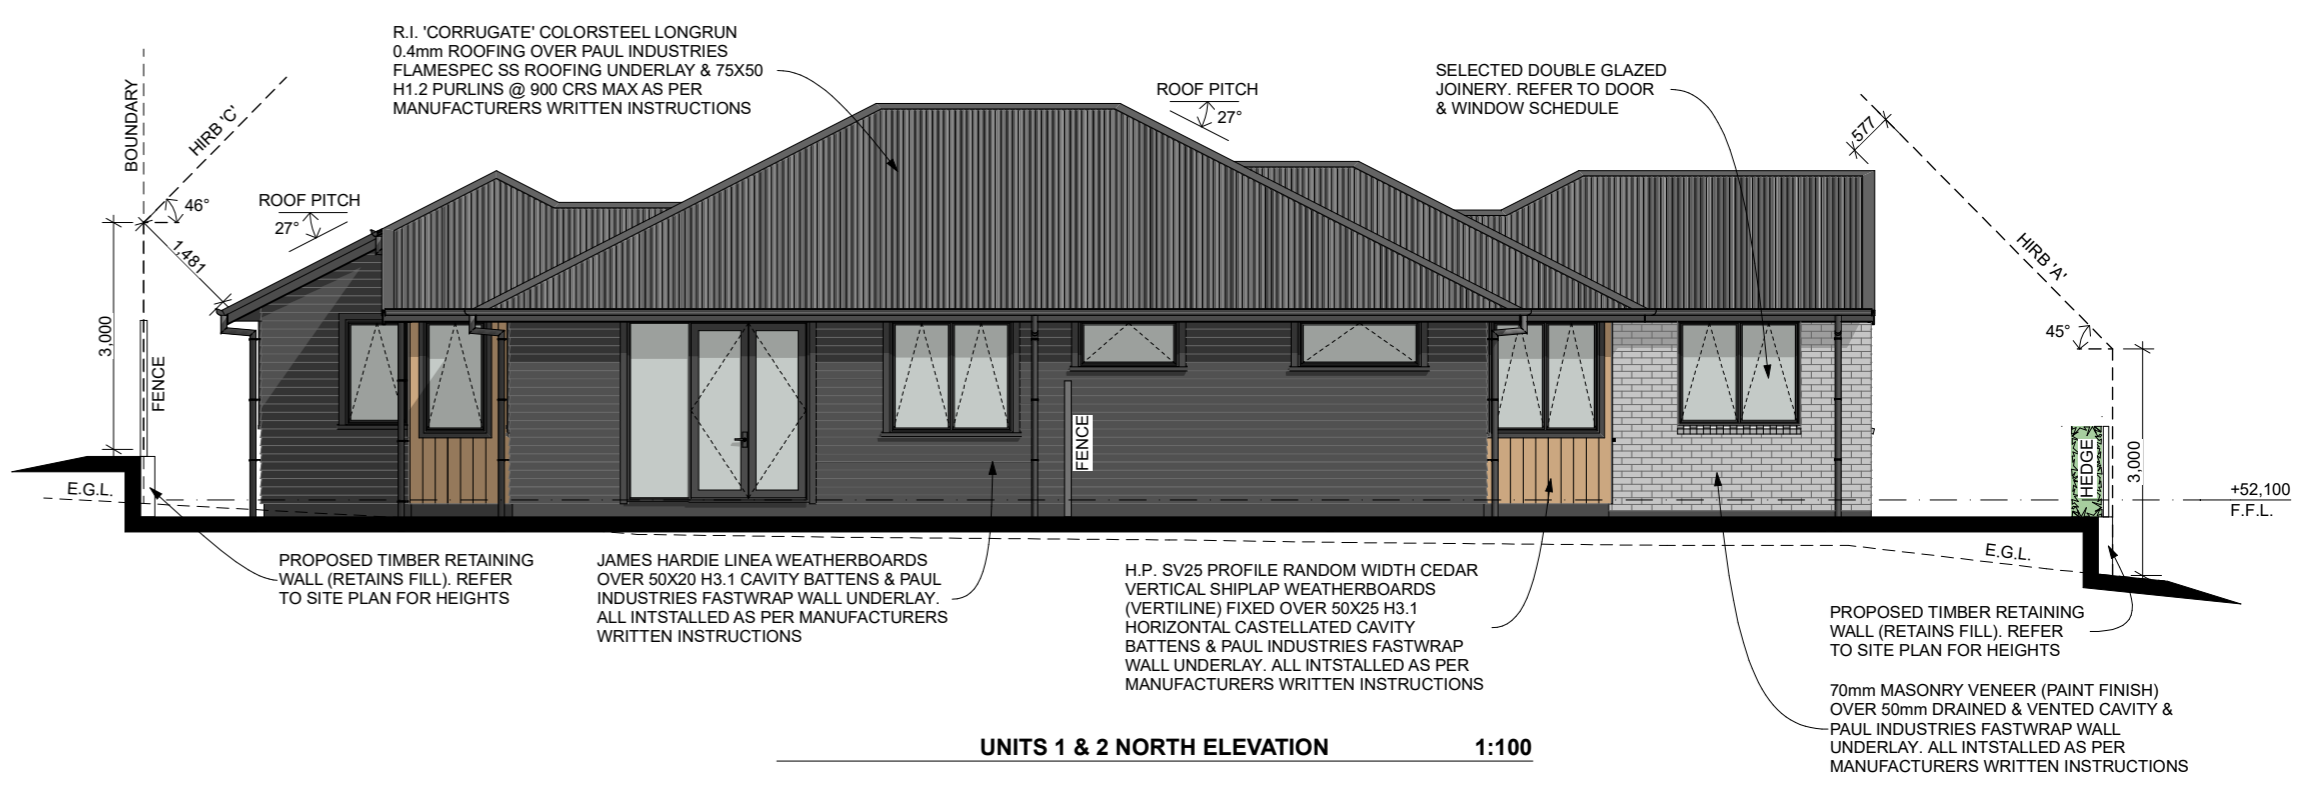 R.I. 'CORRUGATE' COLORSTEEL LONGRUN
0.4mm ROOFING OVER PAUL INDUSTRIES
FLAMESPEC SS ROOFING UNDERLAY & 75X50
H1.2 PURLINS @ 900 CRS MAX AS PER
MANUFACTURERS WRITTEN INSTRUCTIONS
ROOF PITCH
27°
SELECTED DOUBLE GLAZED
JOINERY. REFER TO DOOR
& WINDOW SCHEDULE
BOUNDARY
HIRB 'C'
46°
ROOF PITCH
27°
1,481
3,000
FENCE
577
HIRB 'A'
45°
FENCE
HEDGE
3,000
E.G.L.
+52,100
F.F.L.
E.G.L.
PROPOSED TIMBER RETAINING
WALL (RETAINS FILL). REFER
TO SITE PLAN FOR HEIGHTS
JAMES HARDIE LINEA WEATHERBOARDS
OVER 50X20 H3.1 CAVITY BATTENS & PAUL
INDUSTRIES FASTWRAP WALL UNDERLAY.
ALL INTSTALLED AS PER MANUFACTURERS
WRITTEN INSTRUCTIONS
H.P. SV25 PROFILE RANDOM WIDTH CEDAR
VERTICAL SHIPLAP WEATHERBOARDS
(VERTILINE) FIXED OVER 50X25 H3.1
HORIZONTAL CASTELLATED CAVITY
BATTENS & PAUL INDUSTRIES FASTWRAP
WALL UNDERLAY. ALL INTSTALLED AS PER
MANUFACTURERS WRITTEN INSTRUCTIONS
PROPOSED TIMBER RETAINING
WALL (RETAINS FILL). REFER
TO SITE PLAN FOR HEIGHTS
70mm MASONRY VENEER (PAINT FINISH)
OVER 50mm DRAINED & VENTED CAVITY &
PAUL INDUSTRIES FASTWRAP WALL
UNDERLAY. ALL INTSTALLED AS PER
MANUFACTURERS WRITTEN INSTRUCTIONS
UNITS 1 & 2 NORTH ELEVATION 1:100